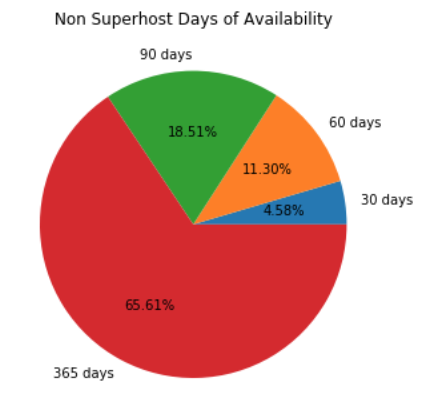 Non Superhost Days of Availability
90 days
18.51%
60 days
11.30%
30 days
4.58%
65.61%
365 days